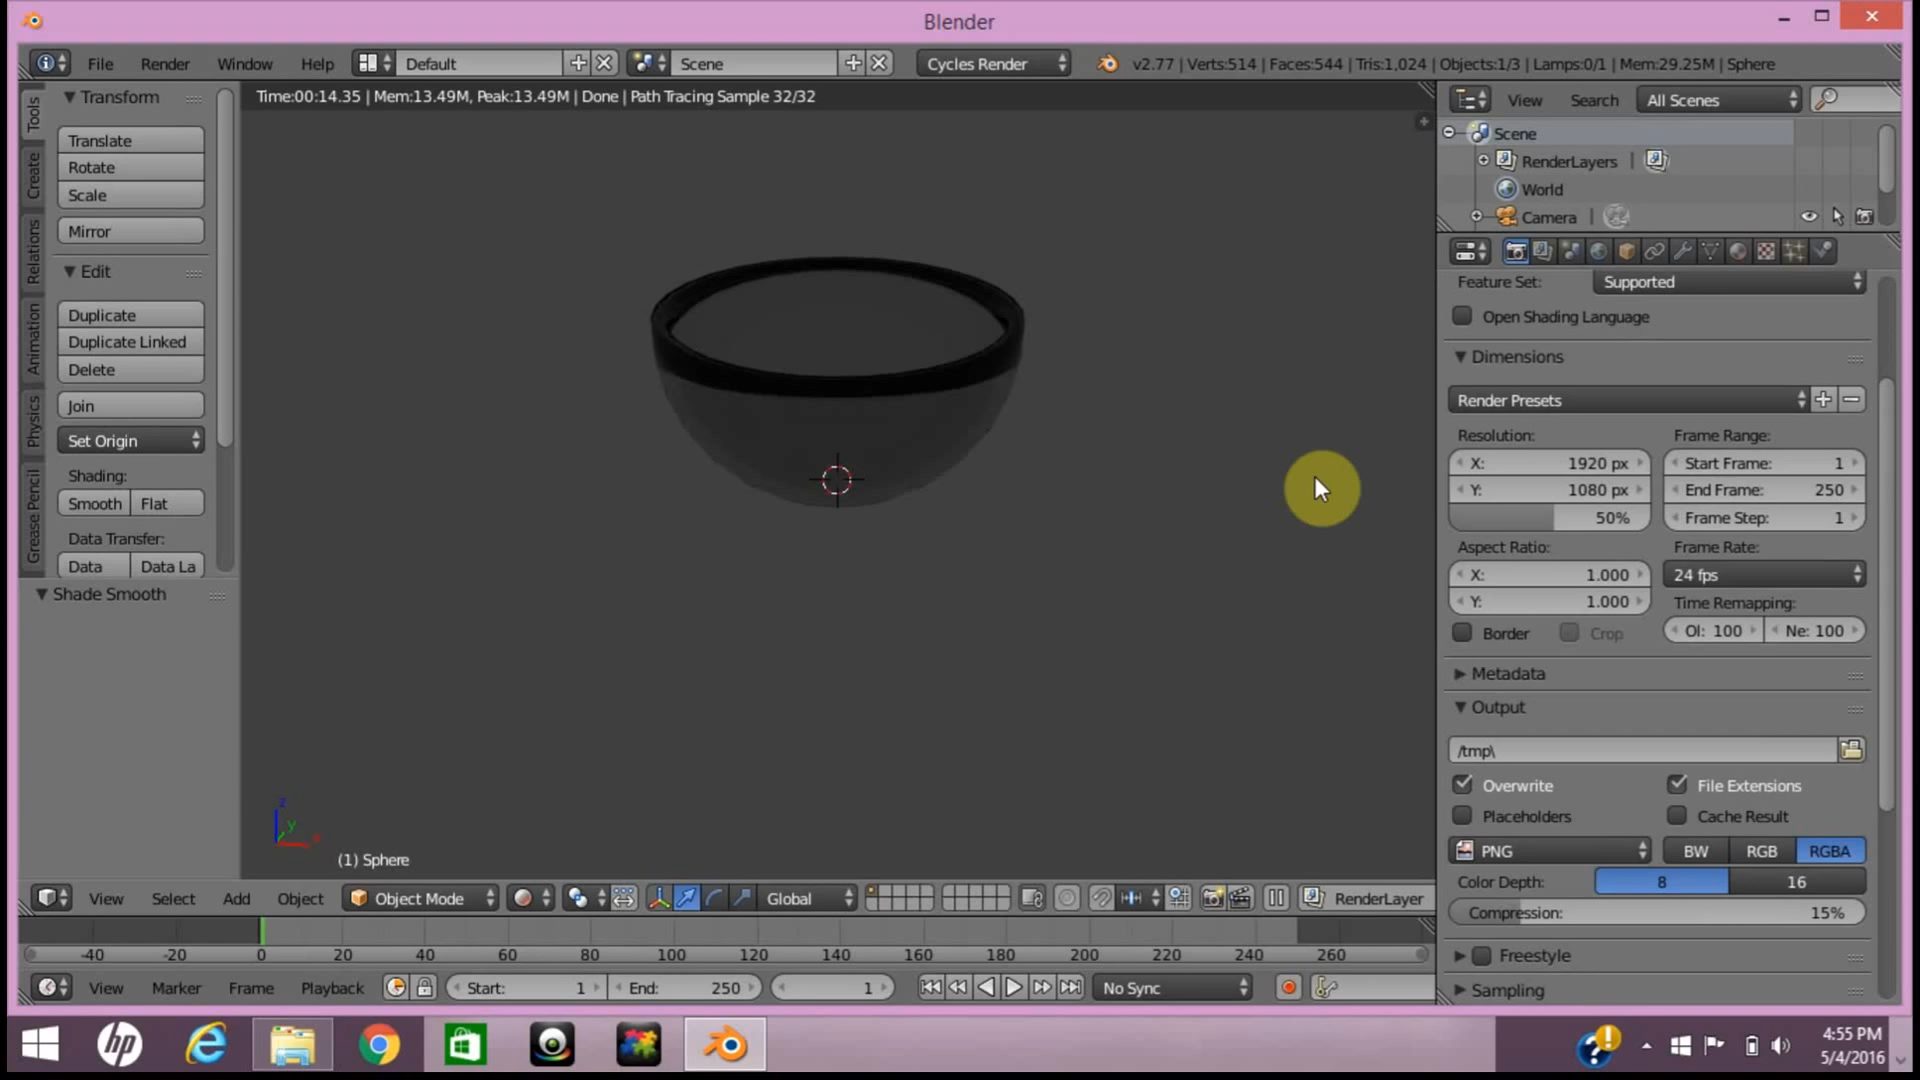 Blender
File Render Window Help Default Scene Cycles Render v2.77 | Verts:514 | Faces:544 | Tris:1,024 | Objects:1/3 | Lamps:0/1 | Mem:29.25M | Sphere
Time:00:14.35 | Mem:13.49M, Peak:13.49M | Done | Path Tracing Sample 32/32
Tools
Create
Relations
Animation
Physics
Grease Pencil
Transform
Translate
Rotate
Scale
Mirror
Edit
Duplicate
Duplicate Linked
Delete
Join
Set Origin
Shading:
Smooth Flat
Data Transfer:
Data Data La
Shade Smooth
z
y
x
(1) Sphere
View Search All Scenes
Scene
RenderLayers |
World
Camera |
Feature Set: Supported
Open Shading Language
Dimensions
Render Presets
Resolution: Frame Range:
X: 1920 px Start Frame: 1
Y: 1080 px End Frame: 250
50% Frame Step: 1
Aspect Ratio: Frame Rate:
X: 1.000 24 fps
Y: 1.000 Time Remapping:
Border Crop Ol: 100 Ne: 100
Metadata
Output
/tmp\
Overwrite File Extensions
Placeholders Cache Result
PNG BW RGB RGBA
Color Depth: 8 16
Compression: 15%
Freestyle
Sampling
View Select Add Object Object Mode Global RenderLayer
-40 -20 0 20 40 60 80 100 120 140 160 180 200 220 240 260
View Marker Frame Playback Start: 1 End: 250 1 No Sync
hp
4:55 PM
5/4/2016